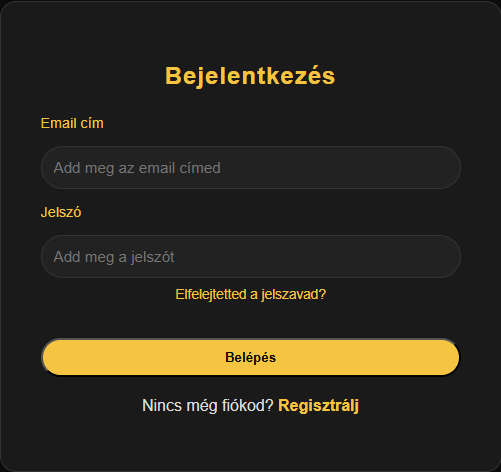 Bejelentkezés
Email cím
Add meg az email címed
Jelszó
Add meg a jelszót
Elfelejtetted a jelszavad?
Belépés
Nincs még fiókod? Regisztrálj